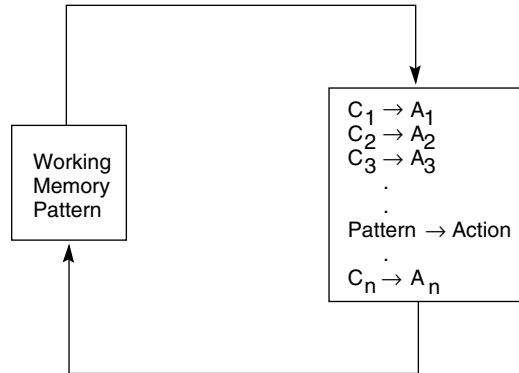 Working
Memory
Pattern
C₁ → A₁
C₂ → A₂
C₃ → A₃
.
.
Pattern → Action
.
Cₙ → Aₙ